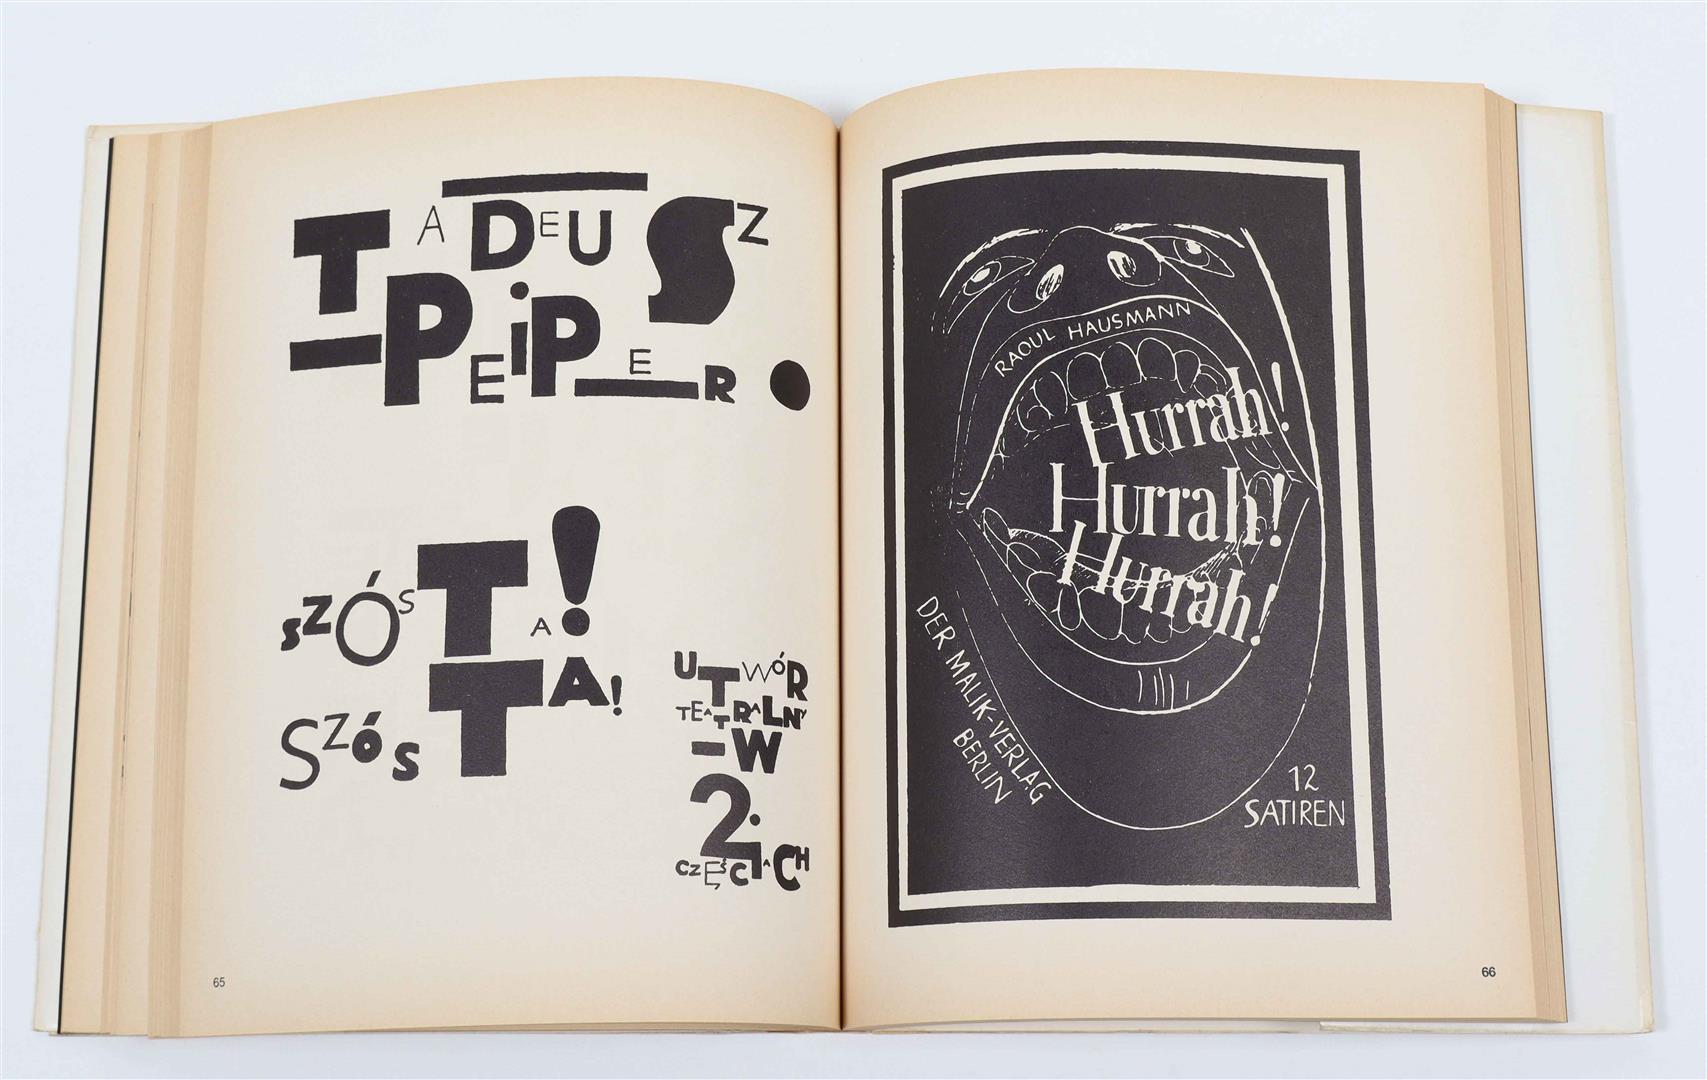 TADEUSZ
–PEiPER.
SZÓSTA!
SZÓSTA!
UTWÓR
TEATRALNY
–W
2.
CZĘŚCIACH
65
RAOUL HAUSMANN
Hurrah!
Hurrah!
Hurrah!
DER MALIK-VERLAG
BERLIN
12
SATIREN
66